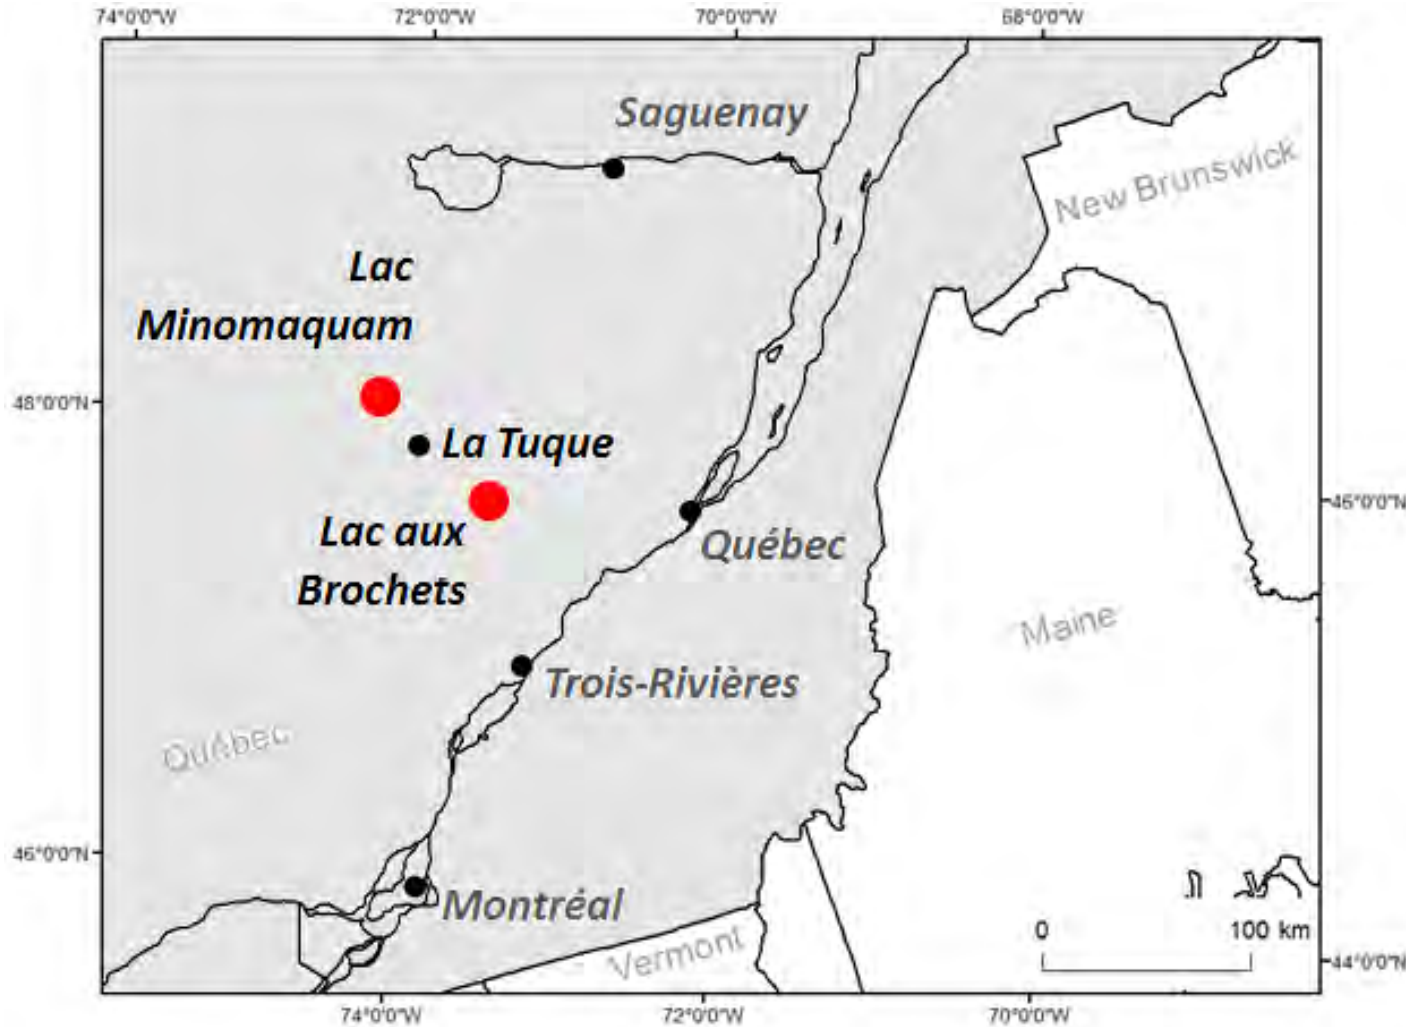 74°0'0"W
72°0'0"W
70°0'0"W
68°0'0"W
Saguenay
New Brunswick
Lac
Minomaquam
48°0'0"N
La Tuque
Lac aux
Brochets
Québec
46°0'0"N
Maine
Trois-Rivières
Québec
46°0'0"N
Montréal
Vermont
0
100 km
44°0'0"N
74°0'0"W
72°0'0"W
70°0'0"W